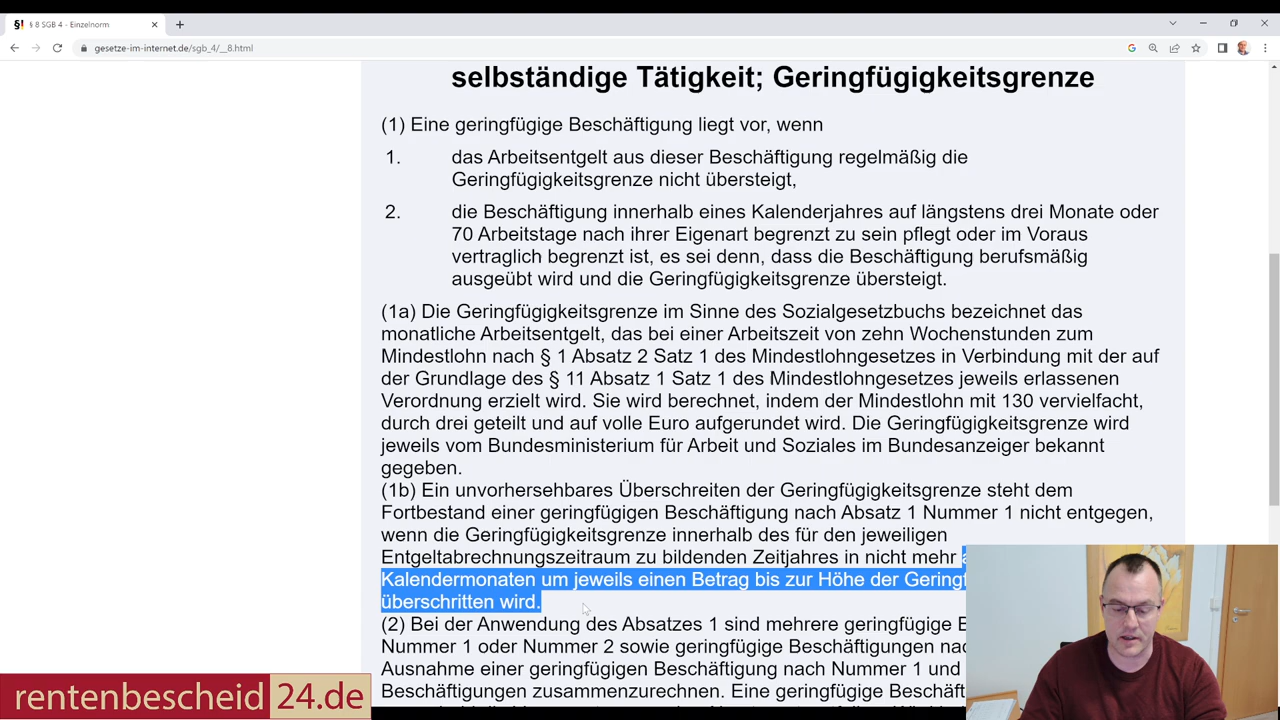 § 8 SGB 4 - Einzelnorm
gesetze-im-internet.de/sgb_4/__8.html
selbständige Tätigkeit; Geringfügigkeitsgrenze
(1) Eine geringfügige Beschäftigung liegt vor, wenn
1. das Arbeitsentgelt aus dieser Beschäftigung regelmäßig die
Geringfügigkeitsgrenze nicht übersteigt,
2. die Beschäftigung innerhalb eines Kalenderjahres auf längstens drei Monate oder
70 Arbeitstage nach ihrer Eigenart begrenzt zu sein pflegt oder im Voraus
vertraglich begrenzt ist, es sei denn, dass die Beschäftigung berufsmäßig
ausgeübt wird und die Geringfügigkeitsgrenze übersteigt.
(1a) Die Geringfügigkeitsgrenze im Sinne des Sozialgesetzbuchs bezeichnet das
monatliche Arbeitsentgelt, das bei einer Arbeitszeit von zehn Wochenstunden zum
Mindestlohn nach § 1 Absatz 2 Satz 1 des Mindestlohngesetzes in Verbindung mit der auf
der Grundlage des § 11 Absatz 1 Satz 1 des Mindestlohngesetzes jeweils erlassenen
Verordnung erzielt wird. Sie wird berechnet, indem der Mindestlohn mit 130 vervielfacht,
durch drei geteilt und auf volle Euro aufgerundet wird. Die Geringfügigkeitsgrenze wird
jeweils vom Bundesministerium für Arbeit und Soziales im Bundesanzeiger bekannt
gegeben.
(1b) Ein unvorhersehbares Überschreiten der Geringfügigkeitsgrenze steht dem
Fortbestand einer geringfügigen Beschäftigung nach Absatz 1 Nummer 1 nicht entgegen,
wenn die Geringfügigkeitsgrenze innerhalb des für den jeweiligen
Entgeltabrechnungszeitraum zu bildenden Zeitjahres in nicht mehr
Kalendermonaten um jeweils einen Betrag bis zur Höhe der
überschritten wird.
(2) Bei der Anwendung des Absatzes 1 sind mehrere geringfügige
Nummer 1 oder Nummer 2 sowie geringfügige Beschäftigungen
Ausnahme einer geringfügigen Beschäftigung nach Nummer 1 und
Beschäftigungen zusammenzurechnen. Eine geringfügige
rentenbescheid24.de